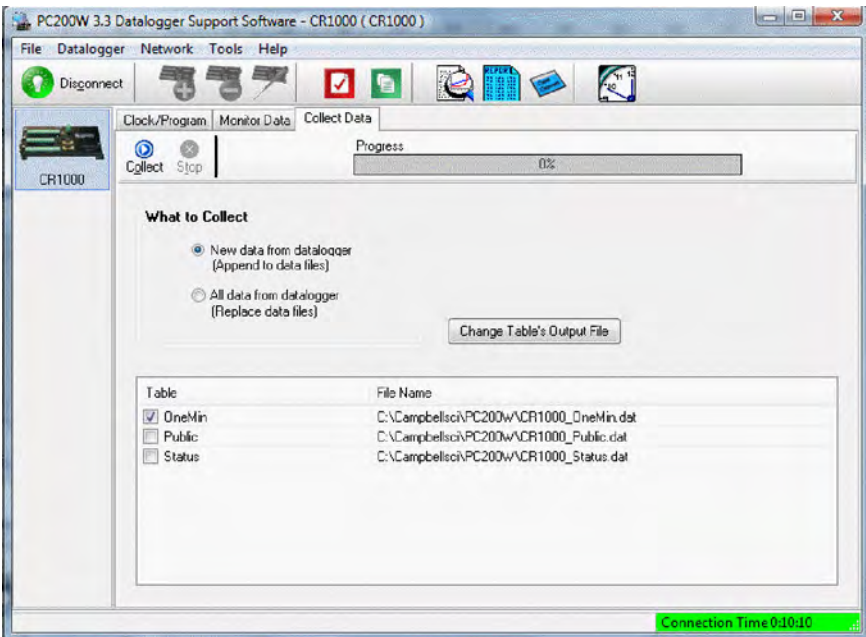 PC200W 3.3 Datalogger Support Software - CR1000 ( CR1000 )
File Datalogger Network Tools Help
Disconnect
Clock/Program Monitor Data Collect Data
Collect Stop
Progress
0%
CR1000
What to Collect
New data from datalogger
(Append to data files)
All data from datalogger
(Replace data files)
Change Table's Output File
Table File Name
OneMin C:\Campbellsci\PC200W\CR1000_OneMin.dat
Public C:\Campbellsci\PC200W\CR1000_Public.dat
Status C:\Campbellsci\PC200W\CR1000_Status.dat
Connection Time 0:10:10